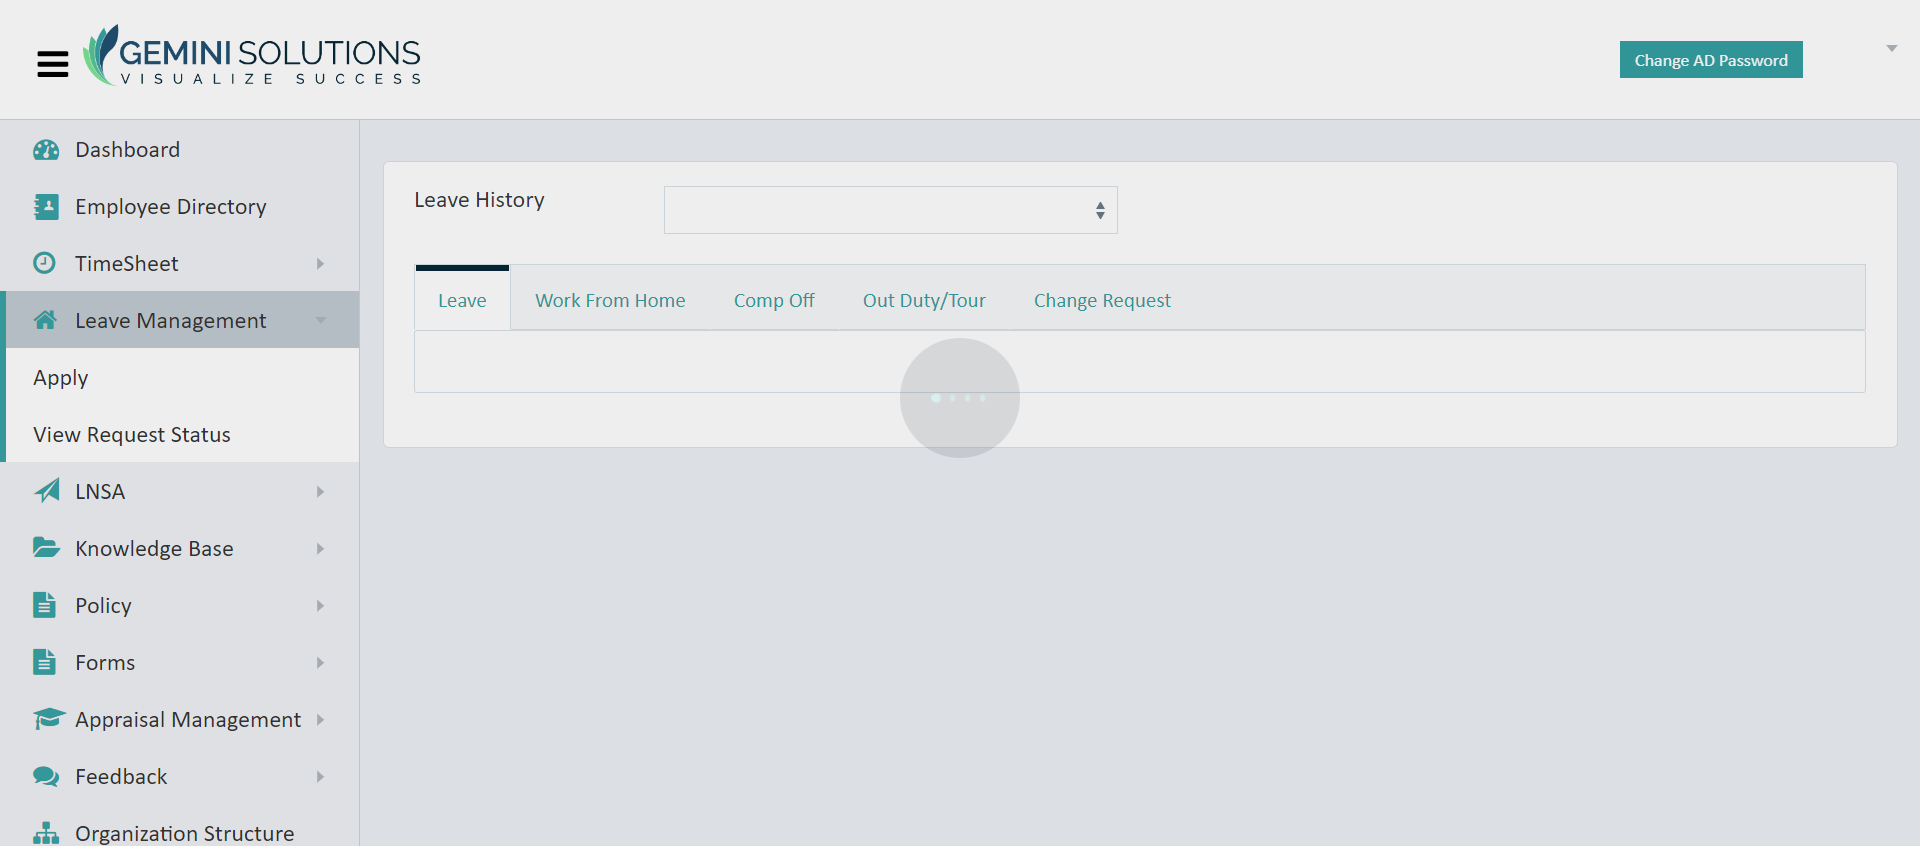 GEMINI SOLUTIONS
VISUALIZE SUCCESS
Change AD Password
Dashboard
Employee Directory
TimeSheet
Leave Management
Apply
View Request Status
LNSA
Knowledge Base
Policy
Forms
Appraisal Management
Feedback
Organization Structure
Leave History
Leave Work From Home Comp Off Out Duty/Tour Change Request